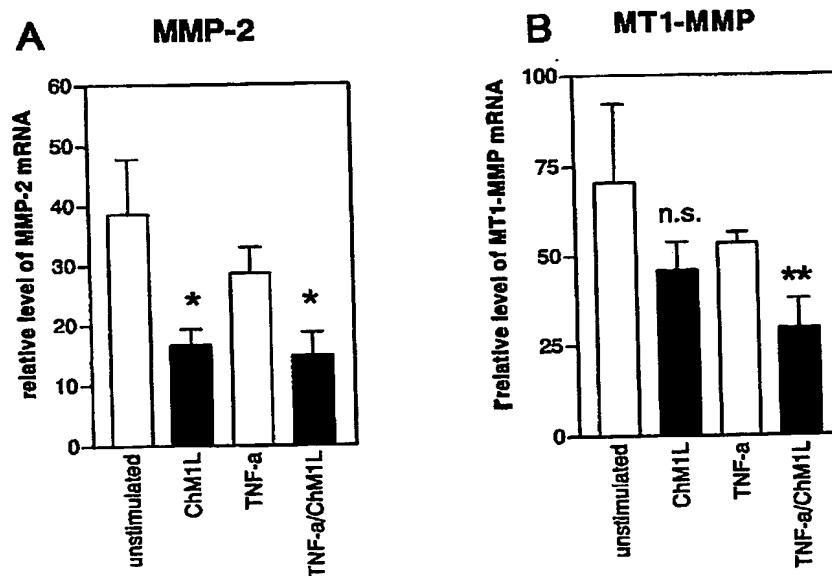 A
MMP-2
relative level of MMP-2 mRNA
60
50
40
30
20
10
0
*
*
unstimulated
ChM1L
TNF-a
TNF-a/ChM1L
B
MT1-MMP
relative level of MT1-MMP mRNA
100
75
50
25
0
n.s.
**
unstimulated
ChM1L
TNF-a
TNF-a/ChM1L